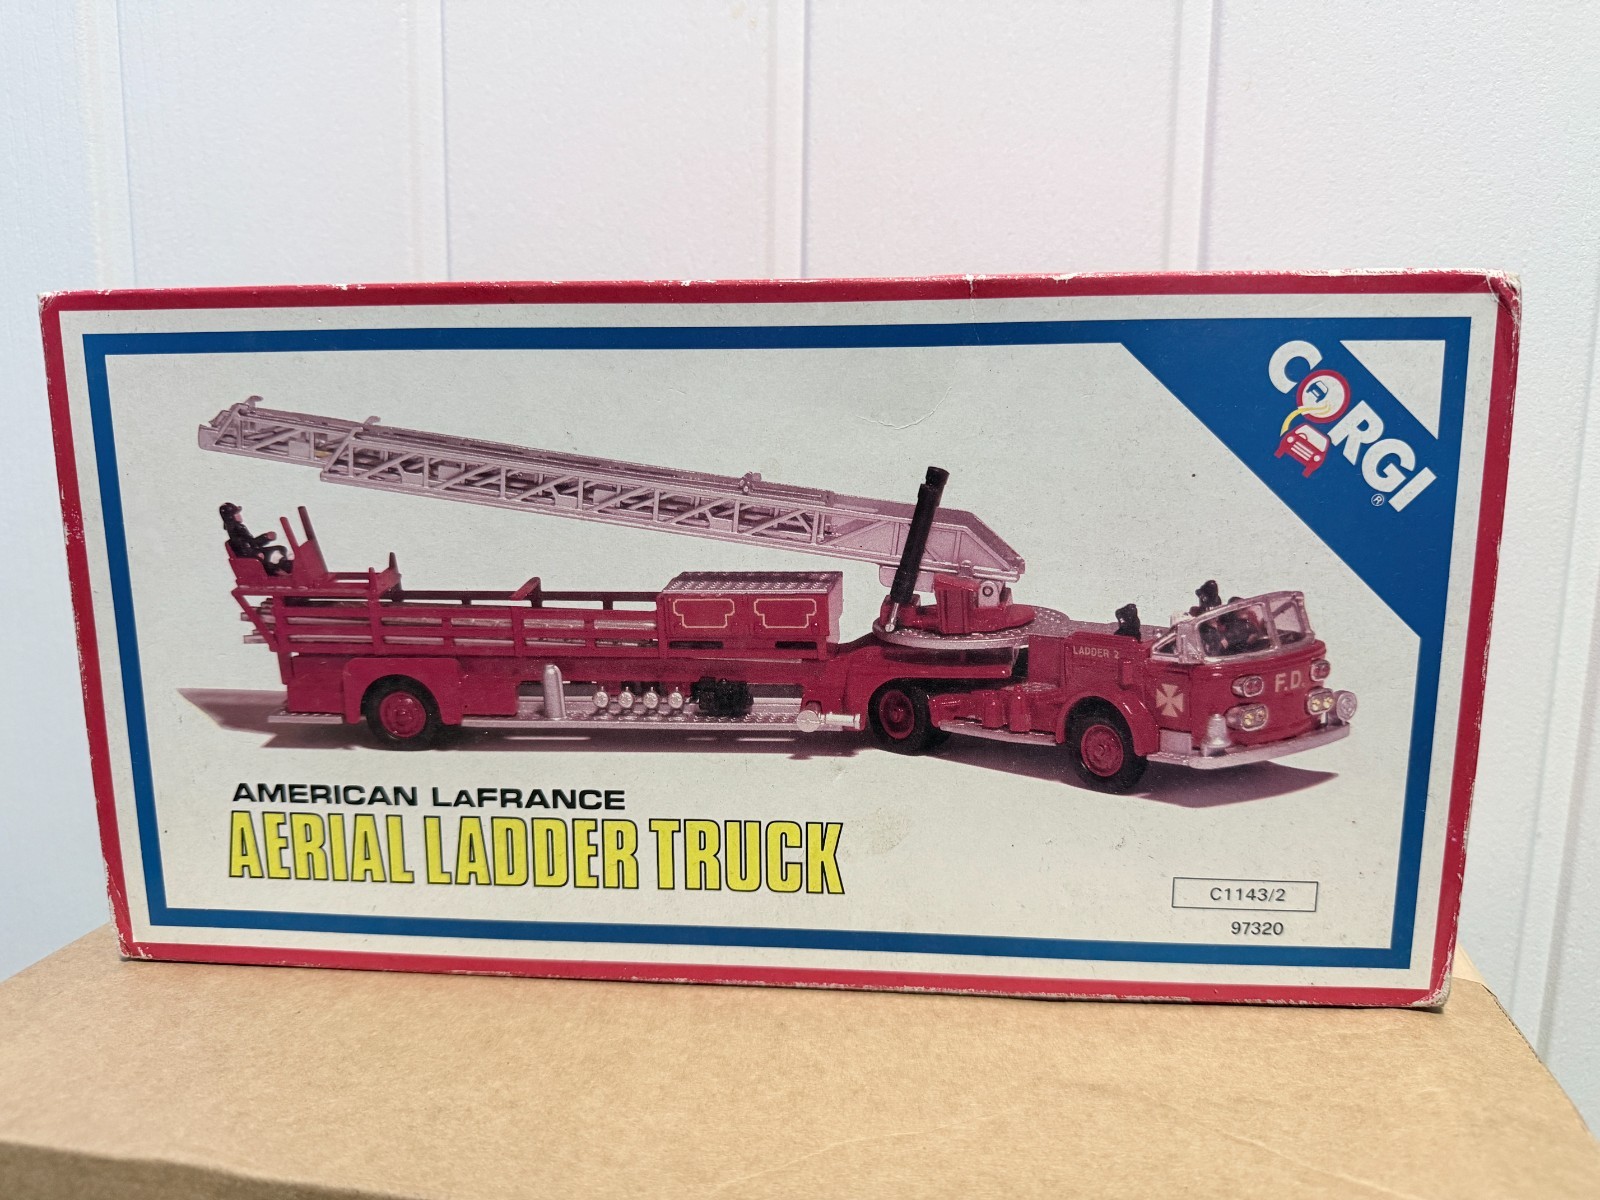 CORGI
®
LADDER 2
F.D.
AMERICAN LAFRANCE
AERIAL LADDER TRUCK
C1143/2
97320